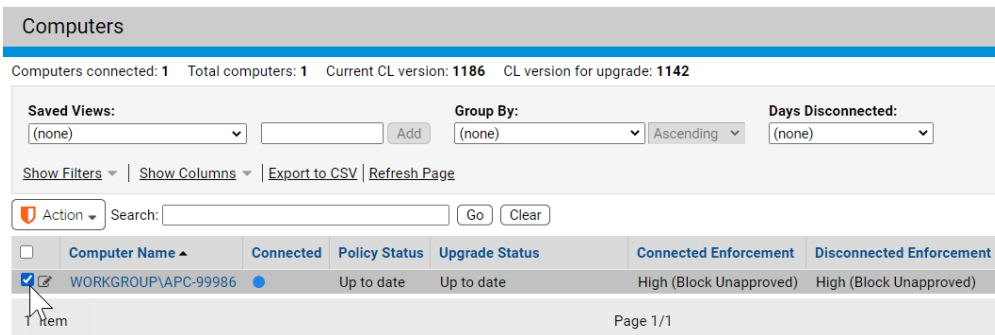 Computers
Computers connected: 1 Total computers: 1 Current CL version: 1186 CL version for upgrade: 1142
Saved Views: Group By: Days Disconnected:
(none) Add (none) Ascending (none)
Show Filters Show Columns Export to CSV Refresh Page
Action Search: Go Clear
Computer Name Connected Policy Status Upgrade Status Connected Enforcement Disconnected Enforcement
WORKGROUP\APC-99986 Up to date Up to date High (Block Unapproved) High (Block Unapproved)
1 item Page 1/1